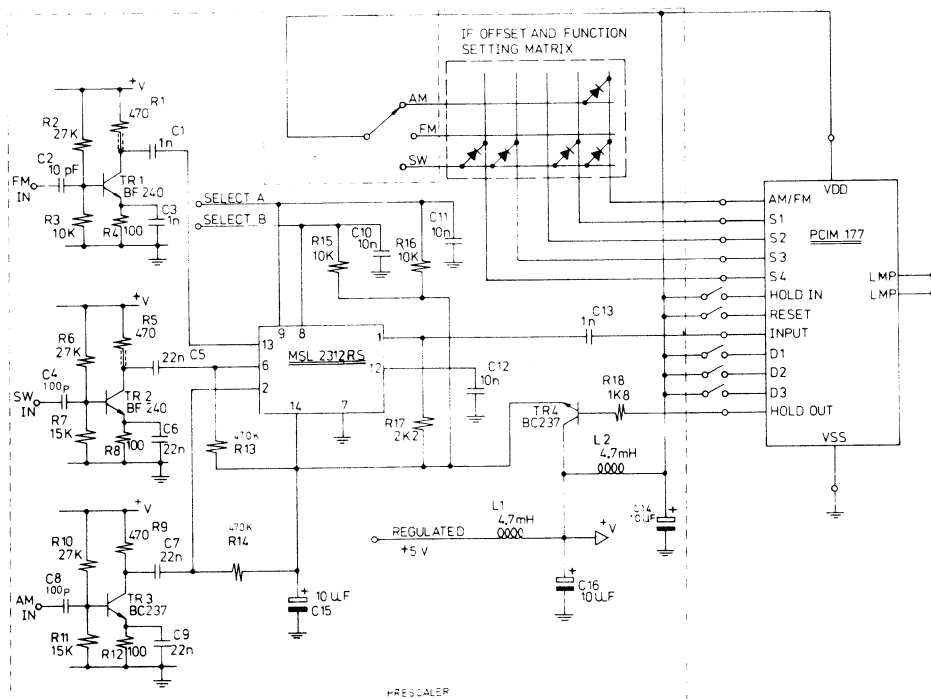 IF OFFSET AND FUNCTION
SETTING MATRIX
AM
FM
SW
+V
R1
470
R2
27K
C1
1n
C2
10 pF
FM
IN
TR1
BF 240
R3
10K
R4
100
C3
1n
SELECT A
SELECT B
R15
10K
C10
10n
R16
10K
C11
10n
VDD
PCIM 177
AM/FM
S1
S2
S3
S4
HOLD IN
RESET
INPUT
D1
D2
D3
HOLD OUT
VSS
LMP
LMP
+V
R5
470
R6
27K
C4
100p
SW
IN
22n
C5
TR2
BF 240
R7
15K
R8
100
C6
22n
MSL 2312RS
9
8
13
6
2
14
7
1
12
C13
1n
C12
10n
R17
2K2
R18
1K8
TR4
BC237
470K
R13
L2
4.7mH
C14
10uF
L1
4.7mH
REGULATED
+5 V
+V
+
C16
10uF
+V
R9
470
R10
27K
C7
22n
C8
100p
AM
IN
TR3
BC237
R11
15K
R12
100
C9
22n
R14
+
10uF
C15
PRESCALER